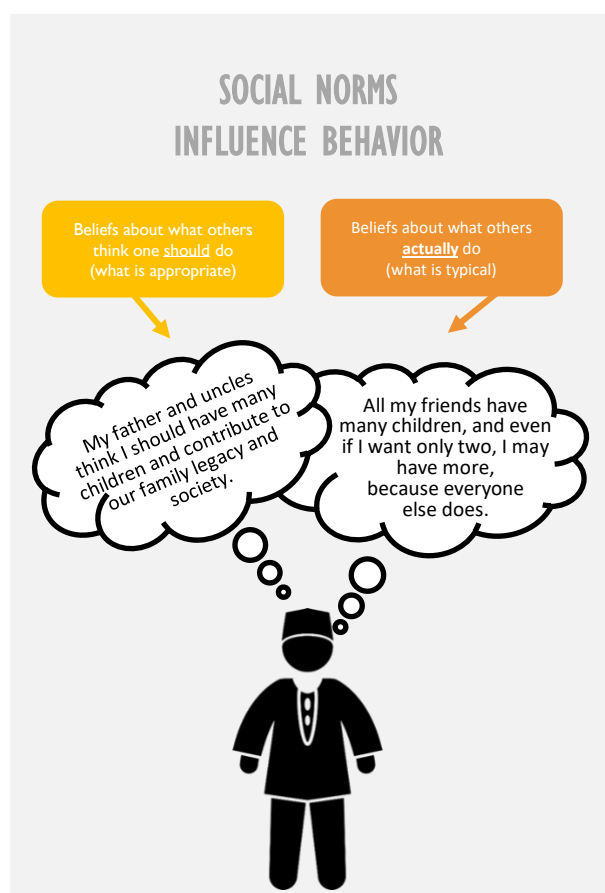 SOCIAL NORMS
INFLUENCE BEHAVIOR
Beliefs about what others
think one should do
(what is appropriate)
Beliefs about what others
actually do
(what is typical)
My father and uncles
think I should have many
children and contribute to
our family legacy and
society.
All my friends have
many children, and even
if I want only two, I may
have more,
because everyone
else does.